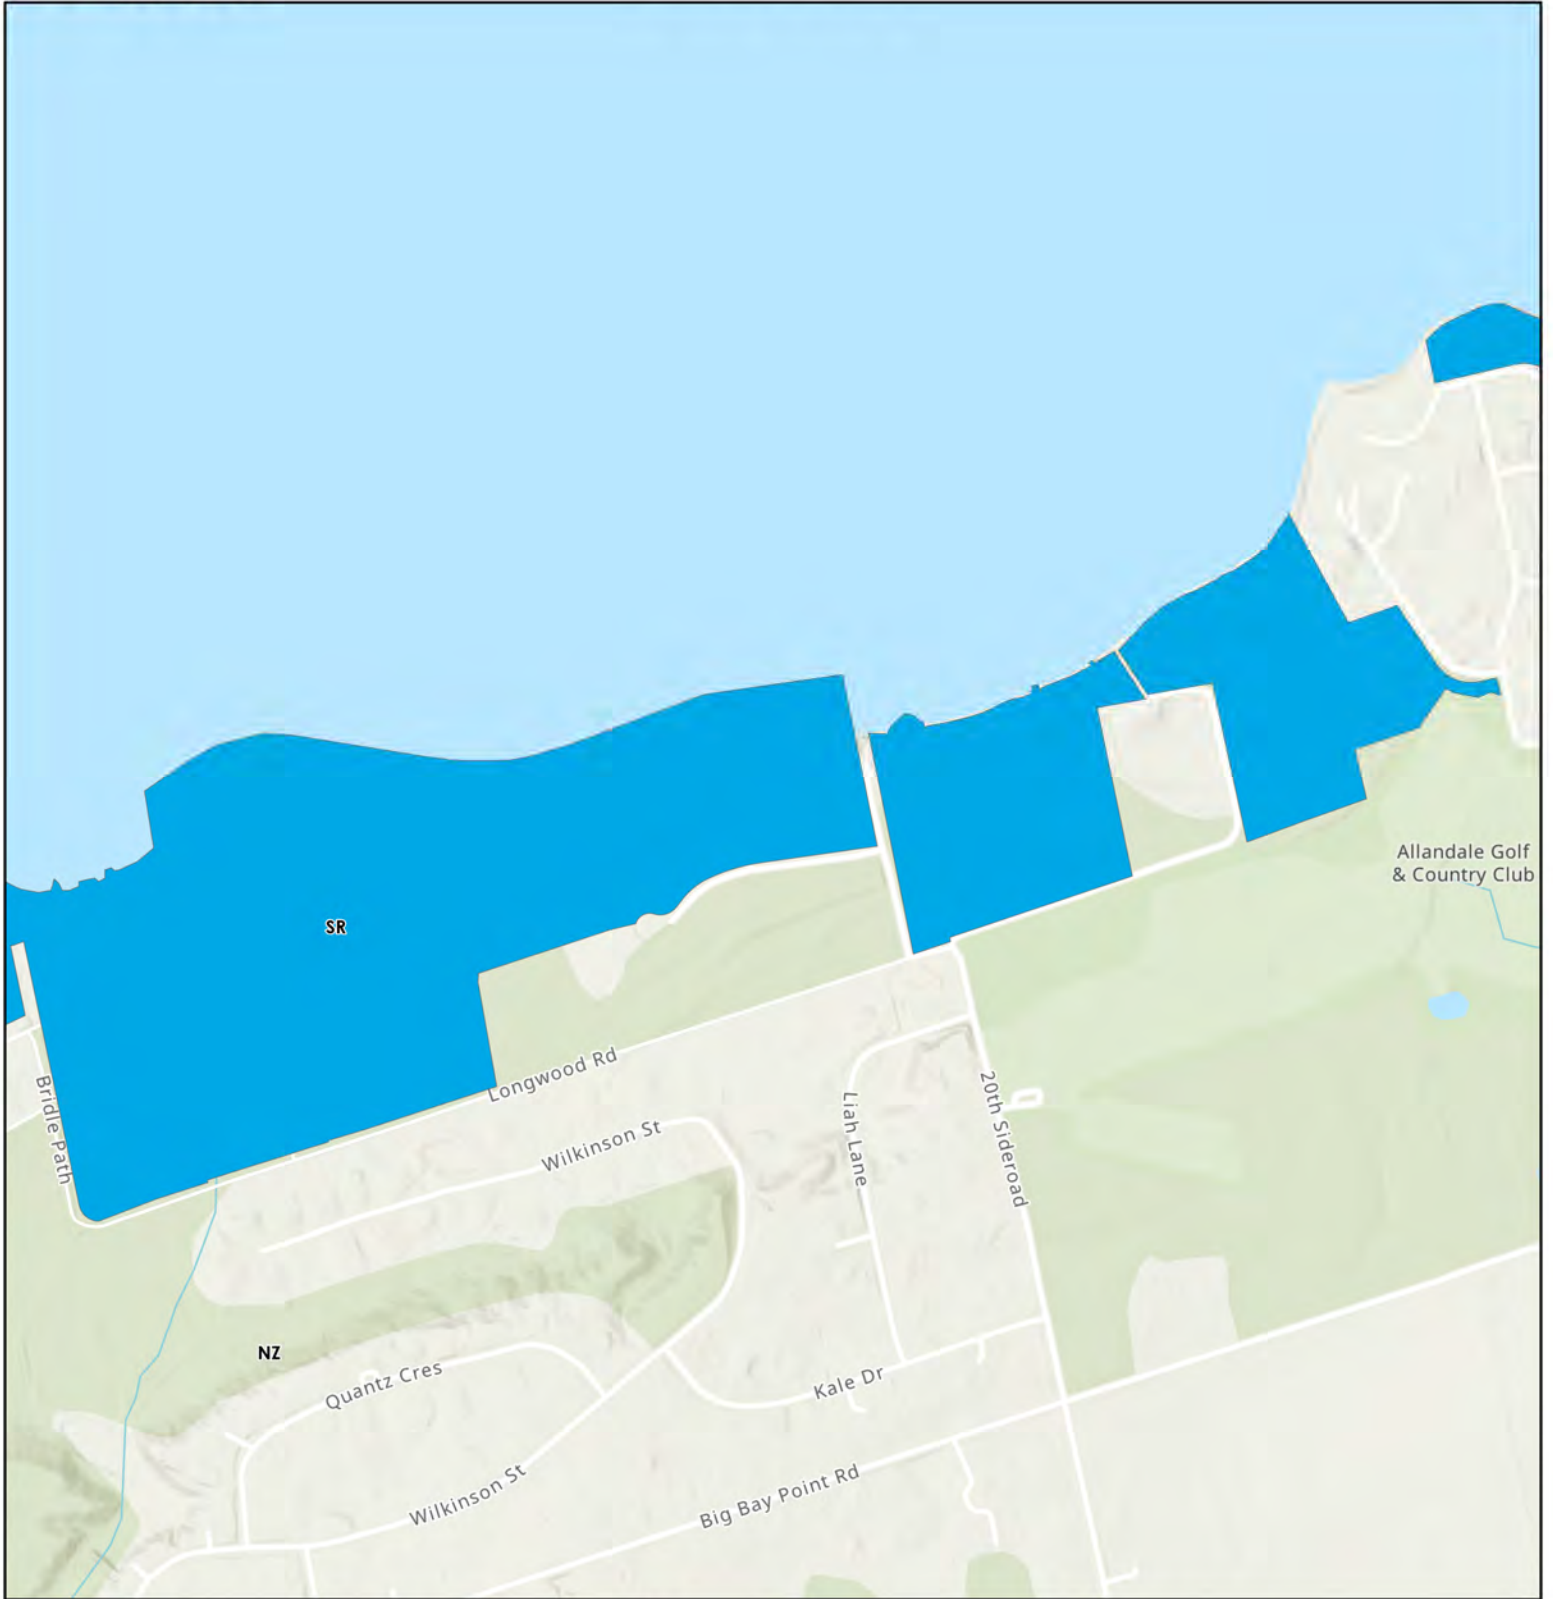 Allandale Golf
& Country Club
SR
Longwood Rd
Bridle Path
Wilkinson St
Liah Lane
20th Sideroad
NZ
Quantz Cres
Kale Dr
Wilkinson St
Big Bay Point Rd